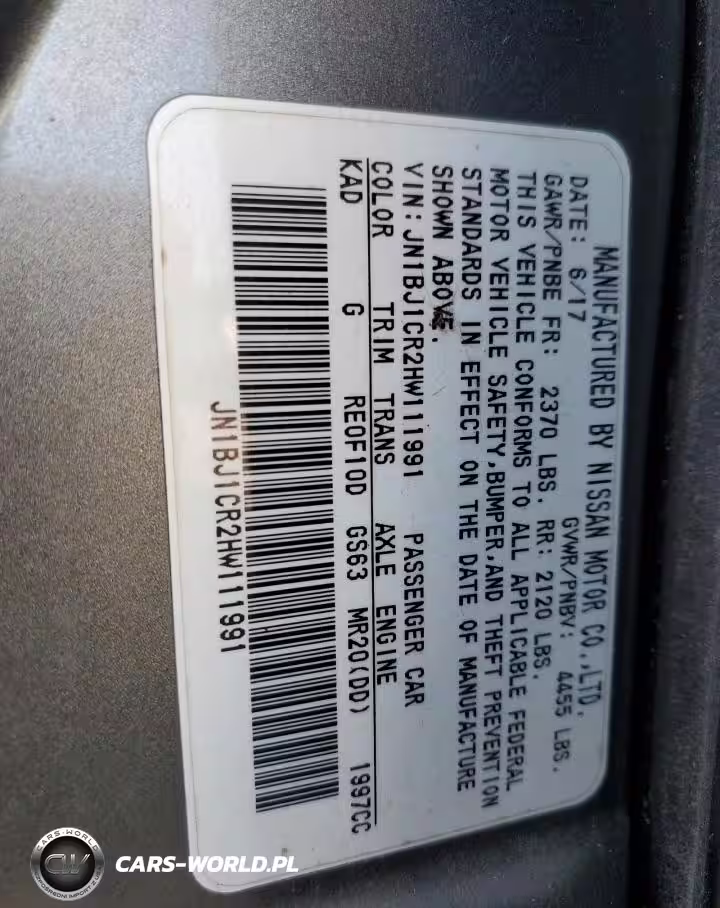 MANUFACTURED BY NISSAN MOTOR CO.,LTD.
DATE: 6/17 GVWR/PNBV: 4455 LBS.
GAWR/PNBE FR: 2370 LBS. RR: 2120 LBS.
THIS VEHICLE CONFORMS TO ALL APPLICABLE FEDERAL
MOTOR VEHICLE SAFETY,BUMPER,AND THEFT PREVENTION
STANDARDS IN EFFECT ON THE DATE OF MANUFACTURE
SHOWN ABOVE.
VIN: JN1BJ1CR2HW111991 PASSENGER CAR
COLOR TRIM TRANS AXLE ENGINE
KAD G RE0F10D GS63 MR20(DD) 1997CC
JN1BJ1CR2HW111991
CARS-WORLD
CW
CARS-WORLD.PL